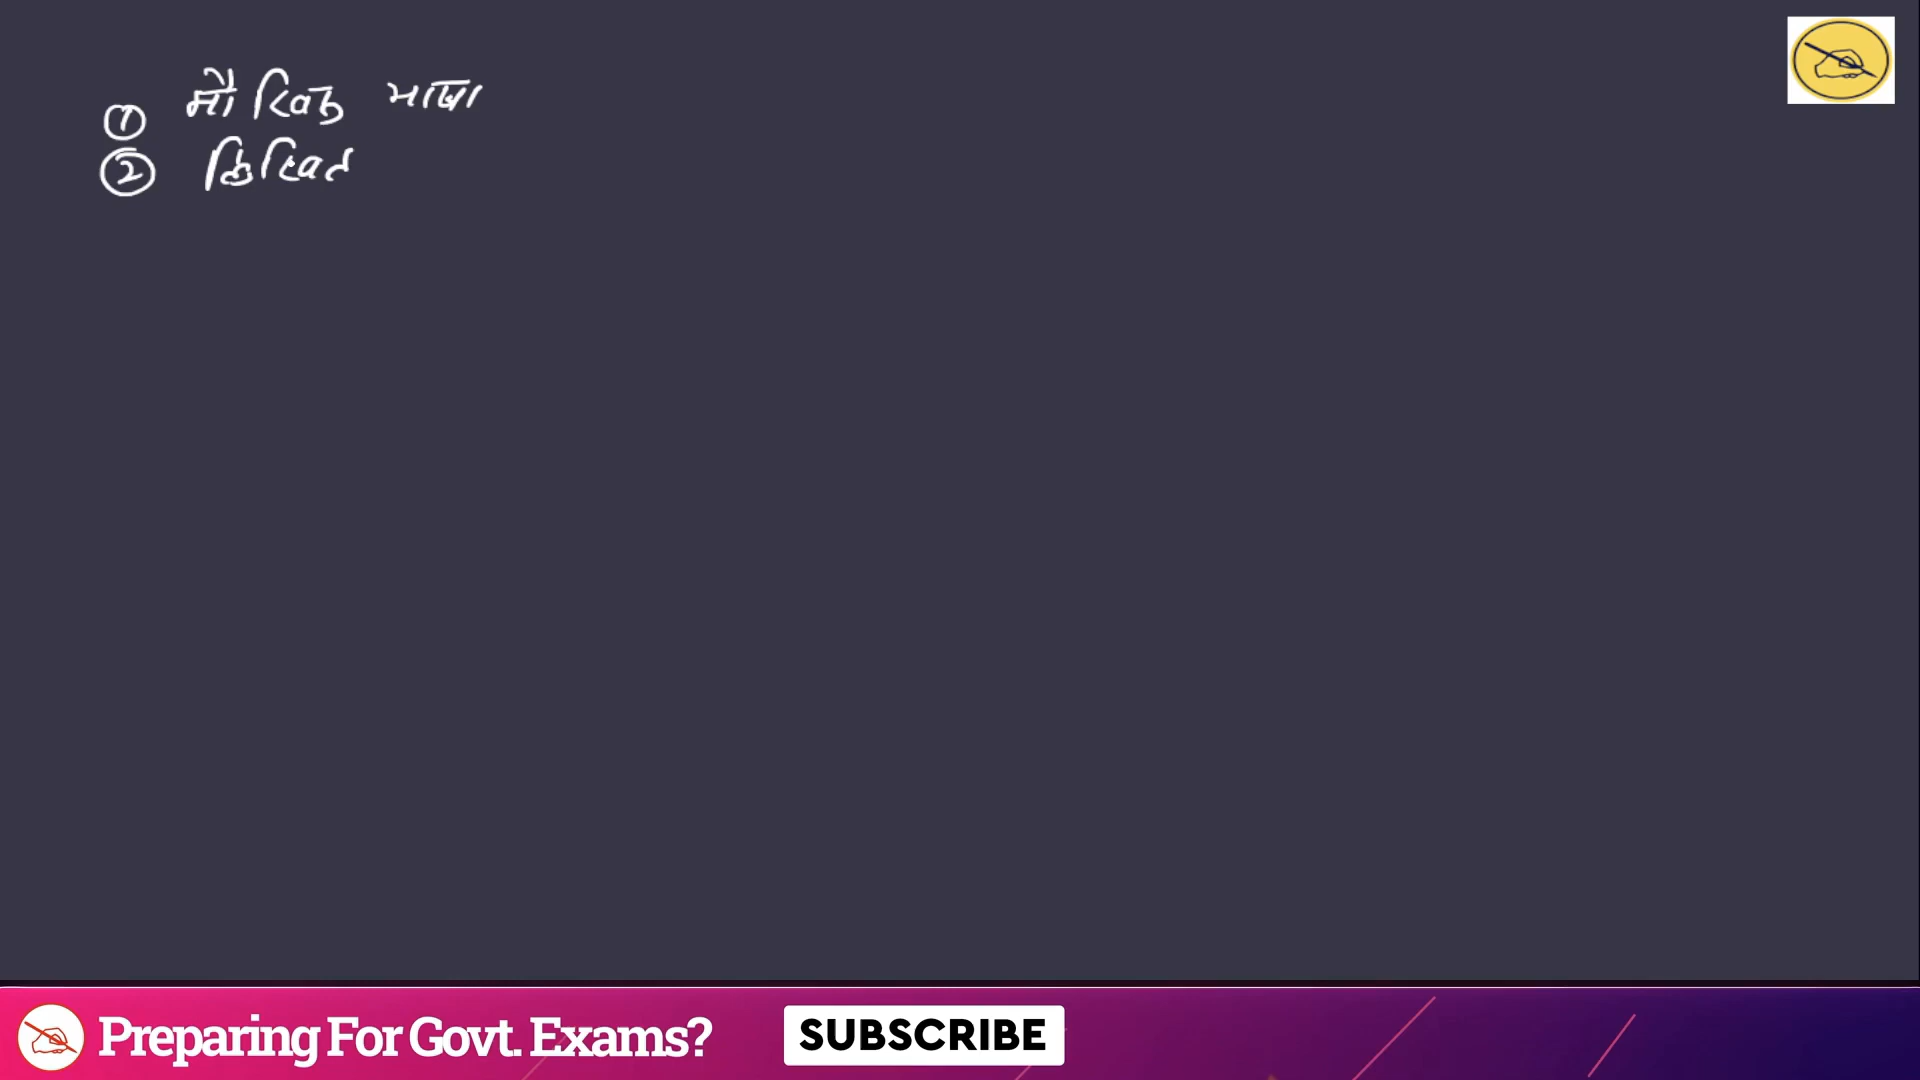 ① मौखिक भाषा
② लिखित
Preparing For Govt. Exams?
SUBSCRIBE